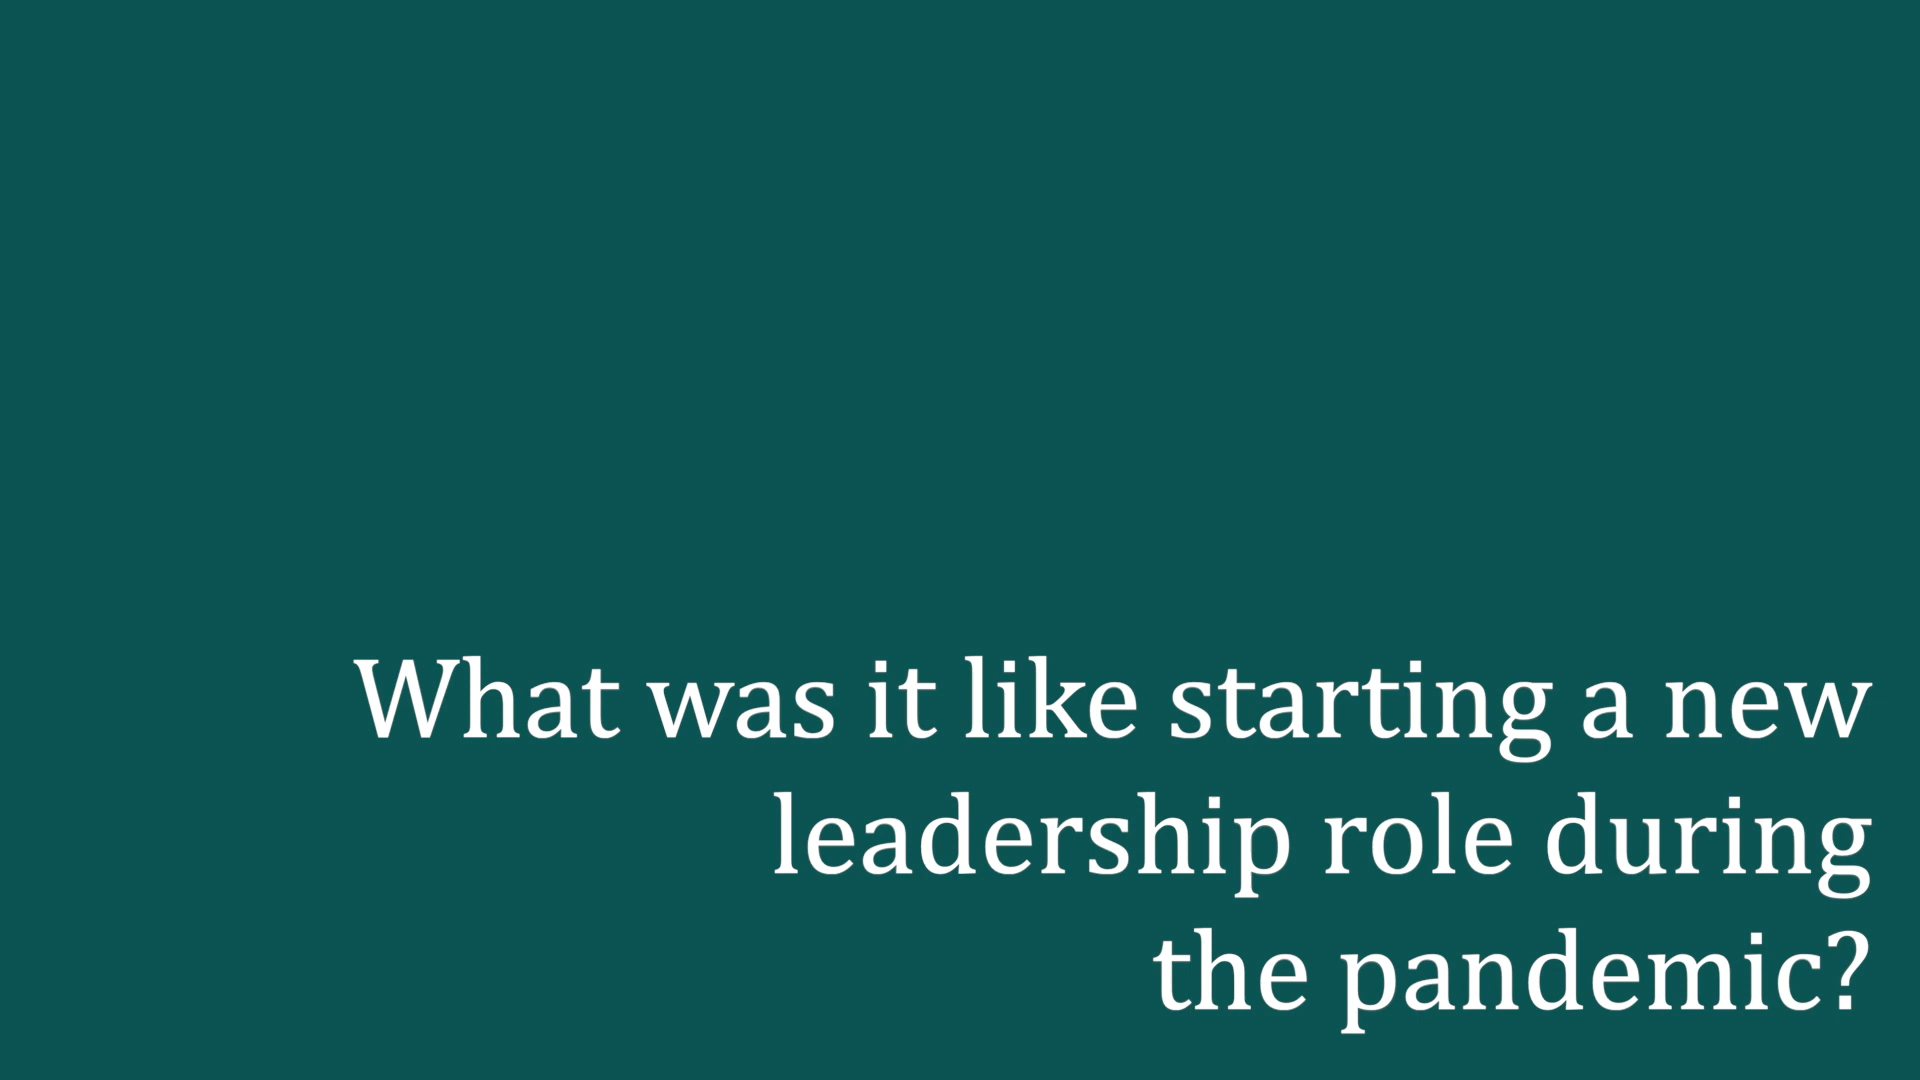 What was it like starting a new
leadership role during
the pandemic?